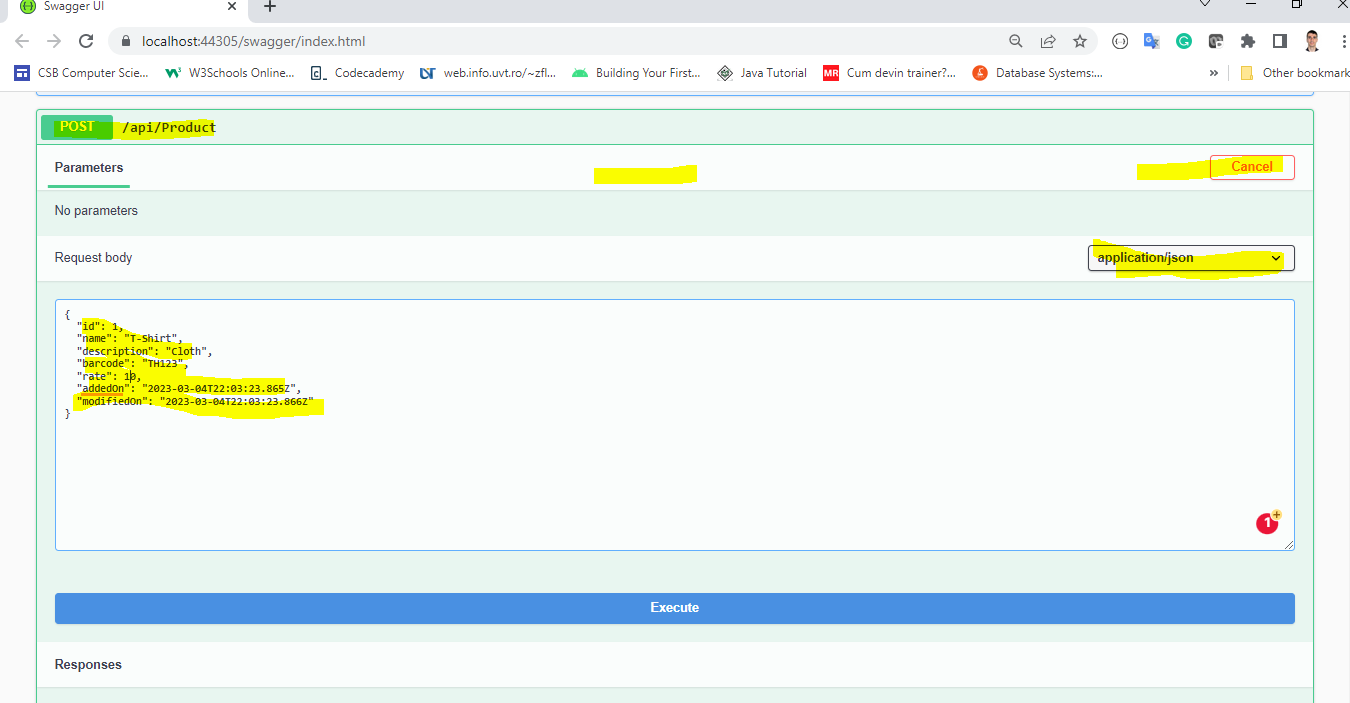 Swagger UI
localhost:44305/swagger/index.html
CSB Computer Scie... W3Schools Online... Codecademy web.info.uvt.ro/~zfl... Building Your First... Java Tutorial MR Cum devin trainer?... Database Systems:... » Other bookmark
POST /api/Product
Parameters Cancel
No parameters
Request body application/json
{
"id": 1,
"name": "T-Shirt",
"description": "Cloth",
"barcode": "TH123",
"rate": 10,
"addedOn": "2023-03-04T22:03:23.865Z",
"modifiedOn": "2023-03-04T22:03:23.866Z"
}
1
Execute
Responses